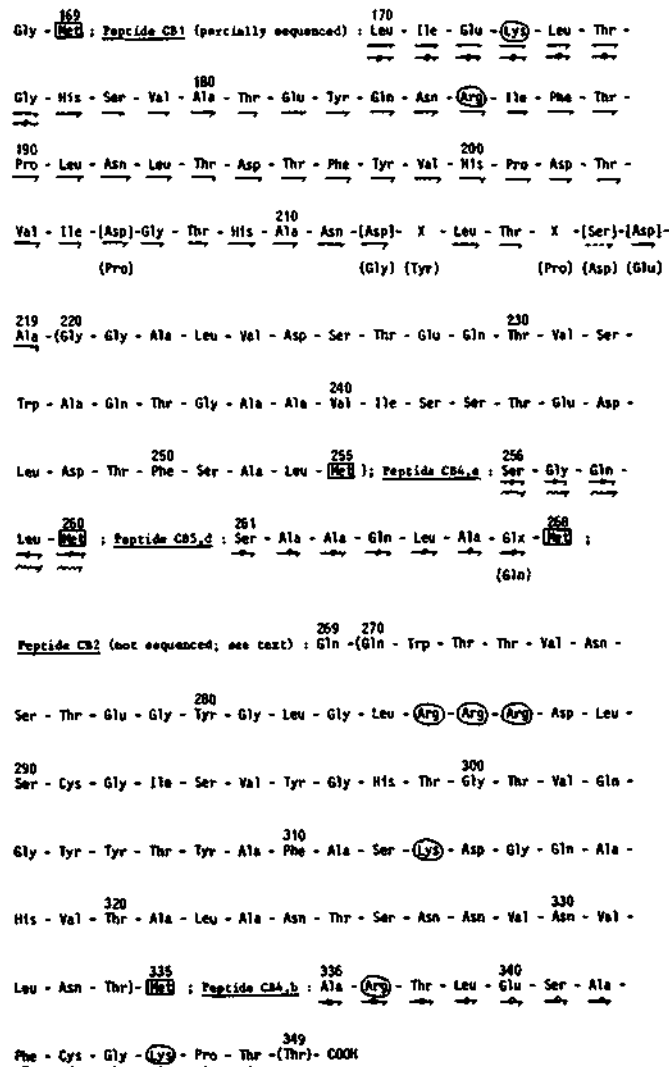 169 170
Gly - Met ; Peptide CB1 (partially sequenced) : Leu - Ile - Glu - Lys - Leu - Thr -
180
Gly - His - Ser - Val - Ala - Thr - Glu - Tyr - Gln - Asn - Arg - Ile - Phe - Thr -
190 200
Pro - Leu - Asn - Leu - Thr - Asp - Thr - Phe - Tyr - Val - His - Pro - Asp - Thr -
210
Val - Ile -(Asp)-Gly - Thr - His - Ala - Asn -(Asp)- X - Leu - Thr - X -(Ser)-(Asp)-
(Pro) (Gly) (Tyr) (Pro) (Asp) (Glu)
219 220 230
Ala -(Gly - Gly - Ala - Leu - Val - Asp - Ser - Thr - Glu - Gln - Thr - Val - Ser -
240
Trp - Ala - Gln - Thr - Gly - Ala - Ala - Val - Ile - Ser - Ser - Thr - Glu - Asp -
250 255 256
Leu - Asp - Thr - Phe - Ser - Ala - Leu - Met ); Peptide CB4,a : Ser - Gly - Gln -
260 261 268
Leu - Met ; Peptide CB5,d : Ser - Ala - Ala - Gln - Leu - Ala - Glx - Met ;
(Gln)
269 270
Peptide CB2 (not sequenced; see text) : Gln -(Gln - Trp - Thr - Thr - Val - Asn -
280
Ser - Thr - Glu - Gly - Tyr - Gly - Leu - Gly - Leu - Arg - Arg - Arg - Asp - Leu -
290 300
Ser - Cys - Gly - Ile - Ser - Val - Tyr - Gly - His - Thr - Gly - Thr - Val - Gln -
310
Gly - Tyr - Tyr - Thr - Tyr - Ala - Phe - Ala - Ser - Lys - Asp - Gly - Gln - Ala -
320 330
His - Val - Thr - Ala - Leu - Ala - Asn - Thr - Ser - Asn - Asn - Val - Asn - Val -
335 336 340
Leu - Asn - Thr)- Met ; Peptide CB4,b : Ala - Arg - Thr - Leu - Glu - Ser - Ala -
349
Phe - Cys - Gly - Lys - Pro - Thr -(Thr)- COOH